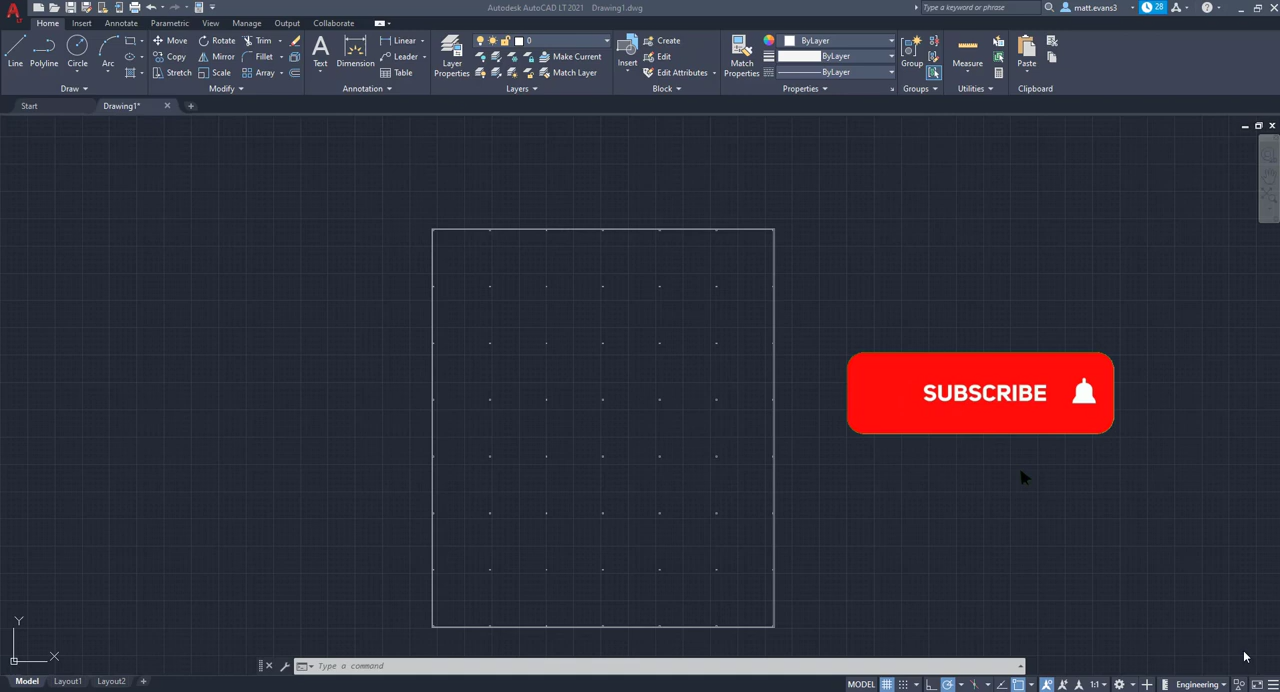 Autodesk AutoCAD LT 2021 Drawing1.dwg
Type a keyword or phrase
matt.evans3
28
LT
Home Insert Annotate Parametric View Manage Output Collaborate
Line Polyline Circle Arc
Move Rotate Trim
Copy Mirror Fillet
Stretch Scale Array
Text Dimension
Linear
Leader
Table
Layer Properties
0
Make Current
Match Layer
Insert
Create
Edit
Edit Attributes
Match Properties
ByLayer
ByLayer
ByLayer
Group
Measure
Paste
Draw Modify Annotation Layers Block Properties Groups Utilities Clipboard
Start Drawing1*
SUBSCRIBE
Y
X
Type a command
Model Layout1 Layout2
MODEL
1:1
Engineering